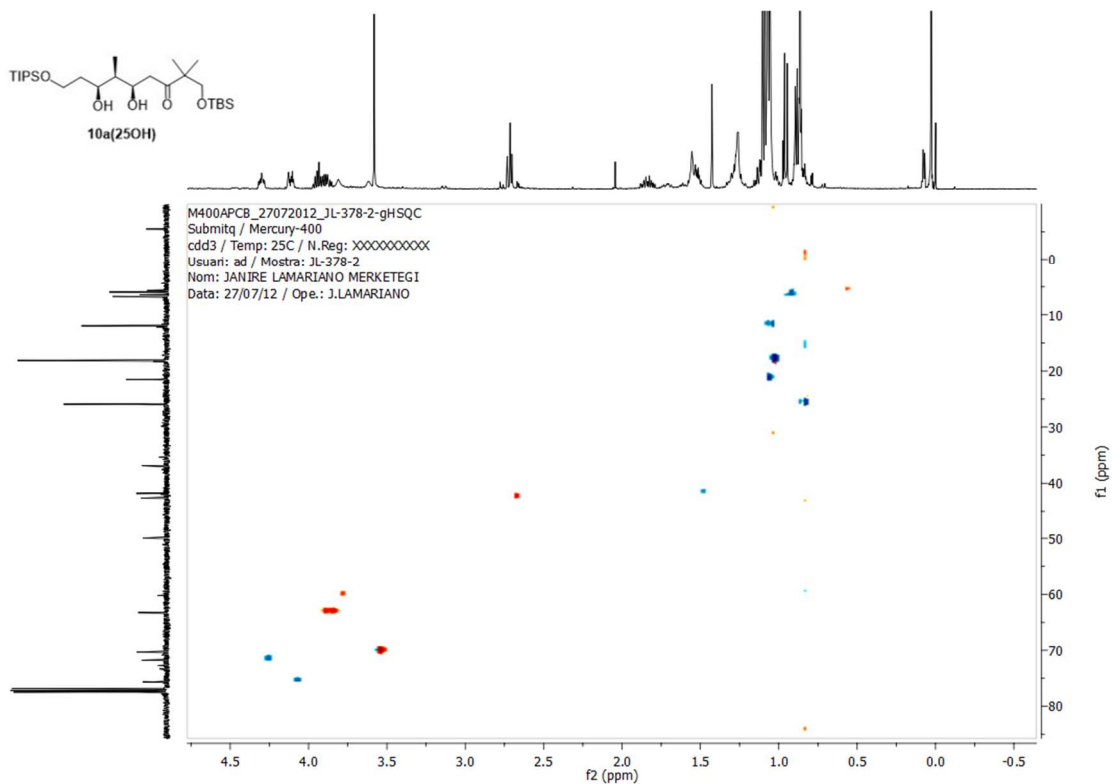 TIPSO
OH
OH
O
OTBS
10a(25OH)
M400APCB_27072012_JL-378-2-gHSQC
Submitq / Mercury-400
cdd3 / Temp: 25C / N.Reg: XXXXXXXXXX
Usuari: ad / Mostra: JL-378-2
Nom: JANIRE LAMARIANO MERKETEGI
Data: 27/07/12 / Ope.: J.LAMARIANO
0
10
20
30
40
50
60
70
80
f1 (ppm)
4.5 4.0 3.5 3.0 2.5 2.0 1.5 1.0 0.5 0.0 -0.5
f2 (ppm)